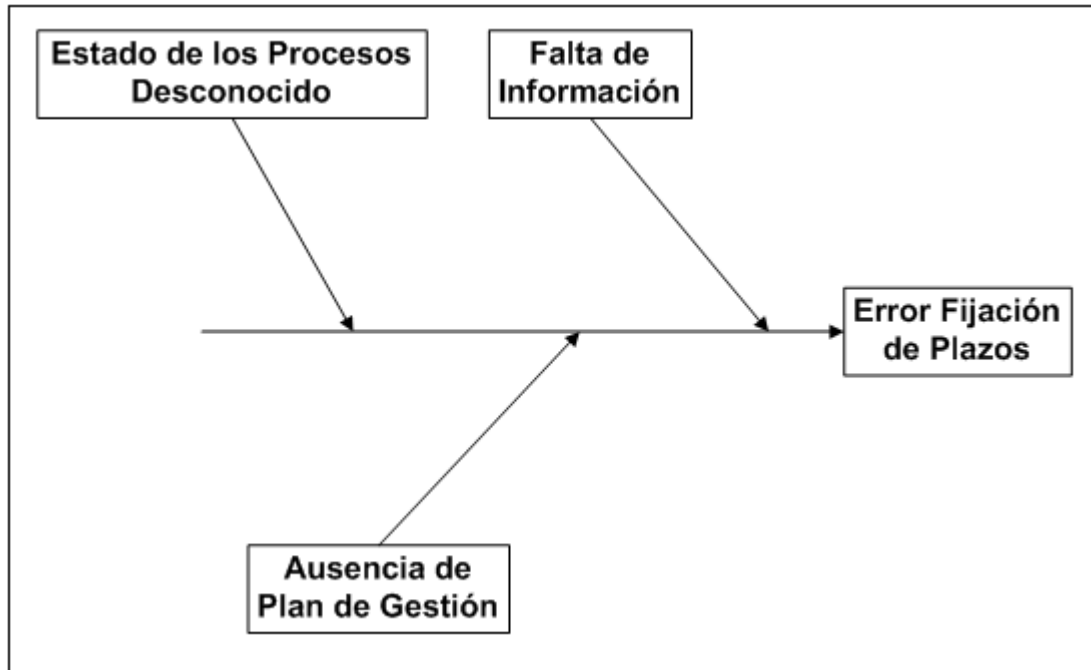 Estado de los Procesos
Desconocido
Falta de
Información
Error Fijación
de Plazos
Ausencia de
Plan de Gestión